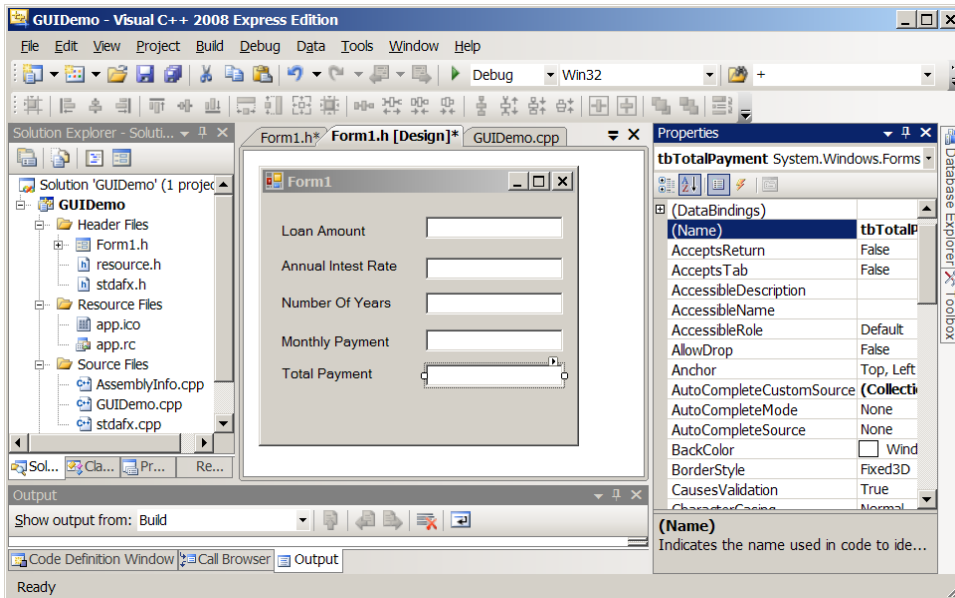 GUIDemo - Visual C++ 2008 Express Edition
File Edit View Project Build Debug Data Tools Window Help
Debug Win32 +
Solution Explorer - Soluti...
Solution 'GUIDemo' (1 projec
GUIDemo
Header Files
Form1.h
resource.h
stdafx.h
Resource Files
app.ico
app.rc
Source Files
AssemblyInfo.cpp
GUIDemo.cpp
stdafx.cpp
Sol... Cla... Pr... Re...
Form1.h* Form1.h [Design]* GUIDemo.cpp
Form1
Loan Amount
Annual Intest Rate
Number Of Years
Monthly Payment
Total Payment
Properties
tbTotalPayment System.Windows.Forms
(DataBindings)
(Name) tbTotalP
AcceptsReturn False
AcceptsTab False
AccessibleDescription
AccessibleName
AccessibleRole Default
AllowDrop False
Anchor Top, Left
AutoCompleteCustomSource (Collecti
AutoCompleteMode None
AutoCompleteSource None
BackColor Wind
BorderStyle Fixed3D
CausesValidation True
CharacterCasing Normal
(Name)
Indicates the name used in code to ide...
Database Explorer
Toolbox
Output
Show output from: Build
Code Definition Window Call Browser Output
Ready